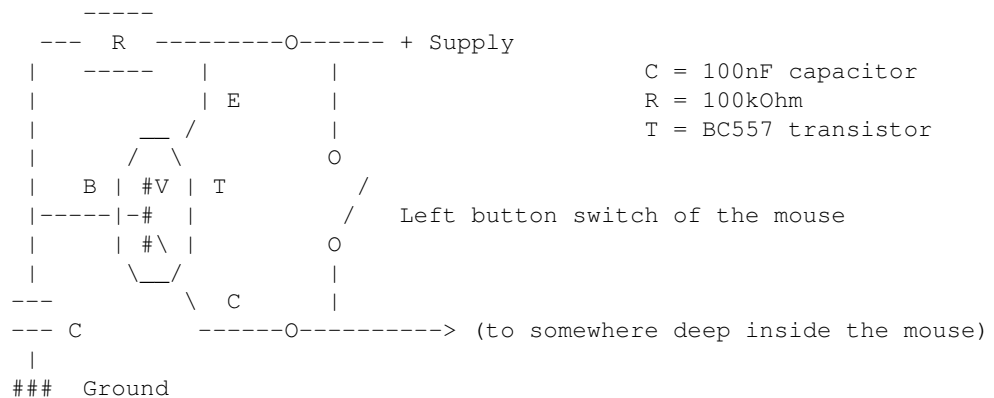 R + Supply
C = 100nF capacitor
E R = 100kOhm
T = BC557 transistor
B T
Left button switch of the mouse
C
C (to somewhere deep inside the mouse)
Ground